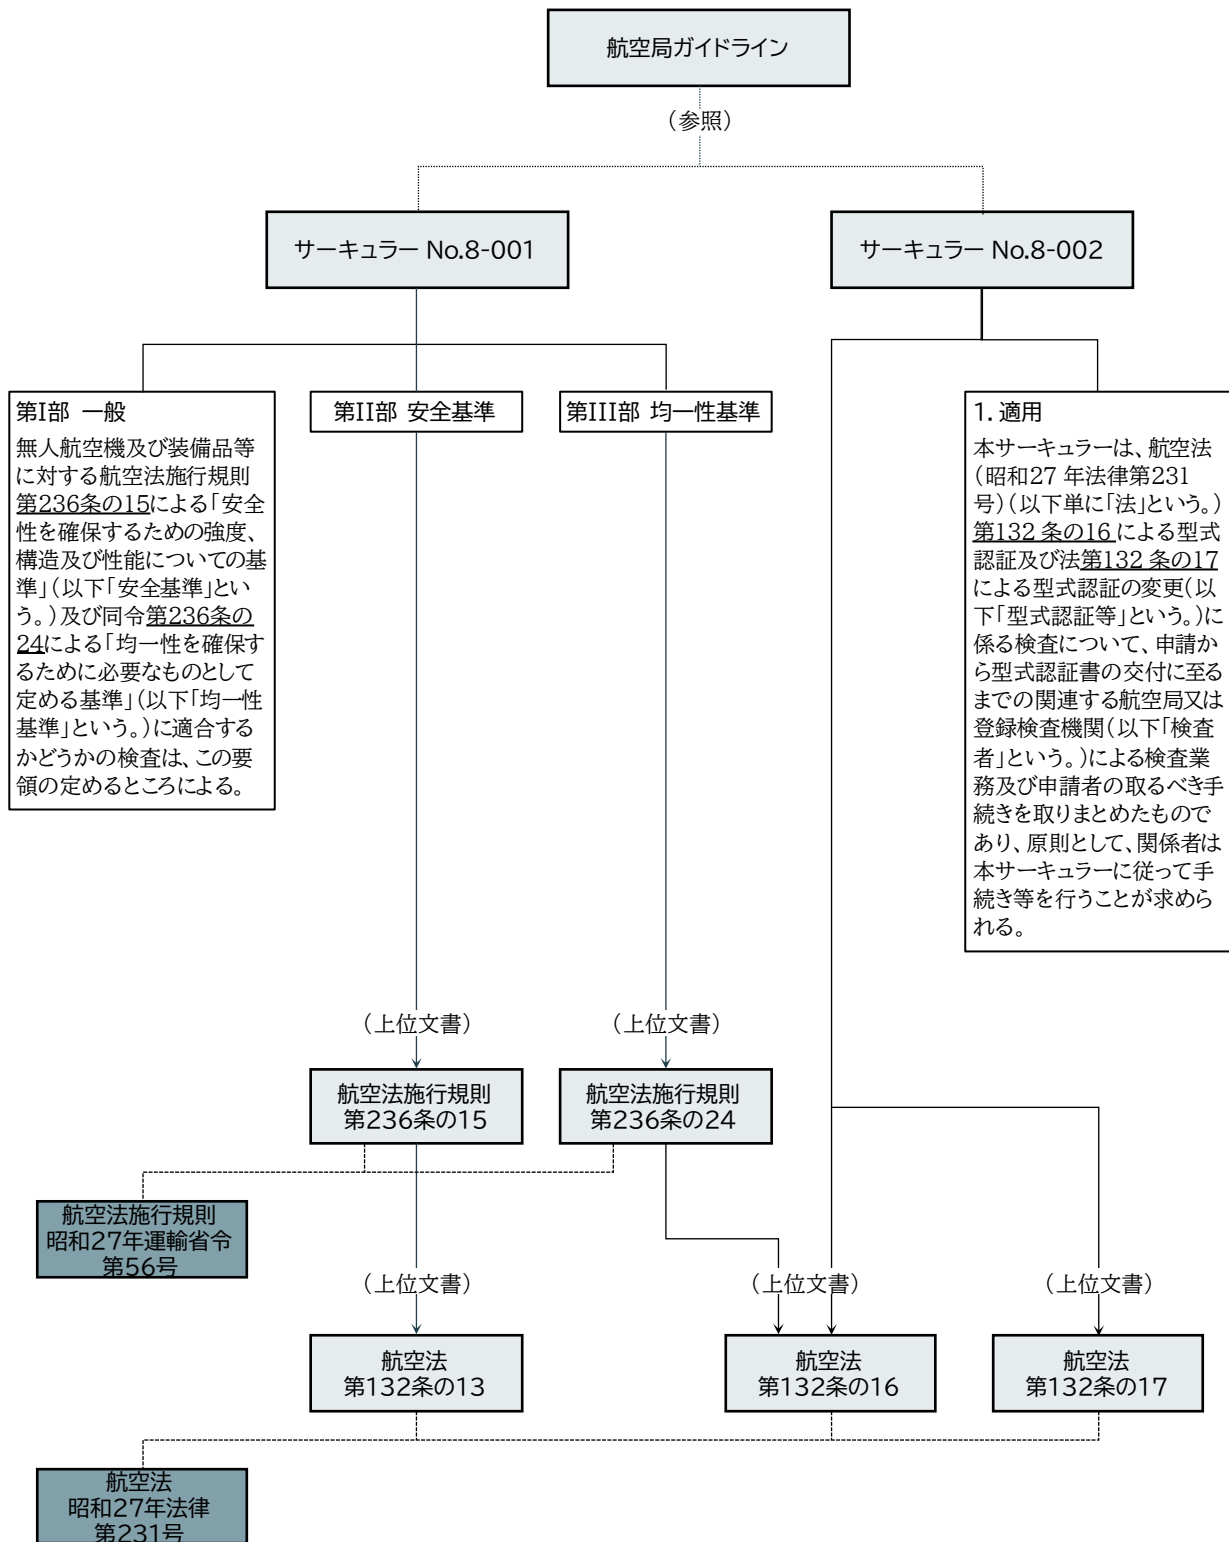 航空局ガイドライン
（参照）
サーキュラー No.8-001
サーキュラー No.8-002
第I部 一般
無人航空機及び装備品等
に対する航空法施行規則
第236条の15による「安全
性を確保するための強度、
構造及び性能についての基
準」（以下「安全基準」とい
う。）及び同令第236条の
24による「均一性を確保す
るために必要なものとして
定める基準」（以下「均一性
基準」という。）に適合する
かどうかの検査は、この要
領の定めるところによる。
第II部 安全基準
第III部 均一性基準
1. 適用
本サーキュラーは、航空法
（昭和27 年法律第231
号）（以下単に「法」という。）
第132 条の16 による型式
認証及び法第132 条の17
による型式認証の変更（以
下「型式認証等」という。）に
係る検査について、申請か
ら型式認証書の交付に至る
までの関連する航空局又は
登録検査機関（以下「検査
者」という。）による検査業
務及び申請者の取るべき手
続きを取りまとめたもので
あり、原則として、関係者は
本サーキュラーに従って手
続き等を行うことが求めら
れる。
（上位文書）
（上位文書）
航空法施行規則
第236条の15
航空法施行規則
第236条の24
航空法施行規則
昭和27年運輸省令
第56号
（上位文書）
（上位文書）
（上位文書）
航空法
第132条の13
航空法
第132条の16
航空法
第132条の17
航空法
昭和27年法律
第231号